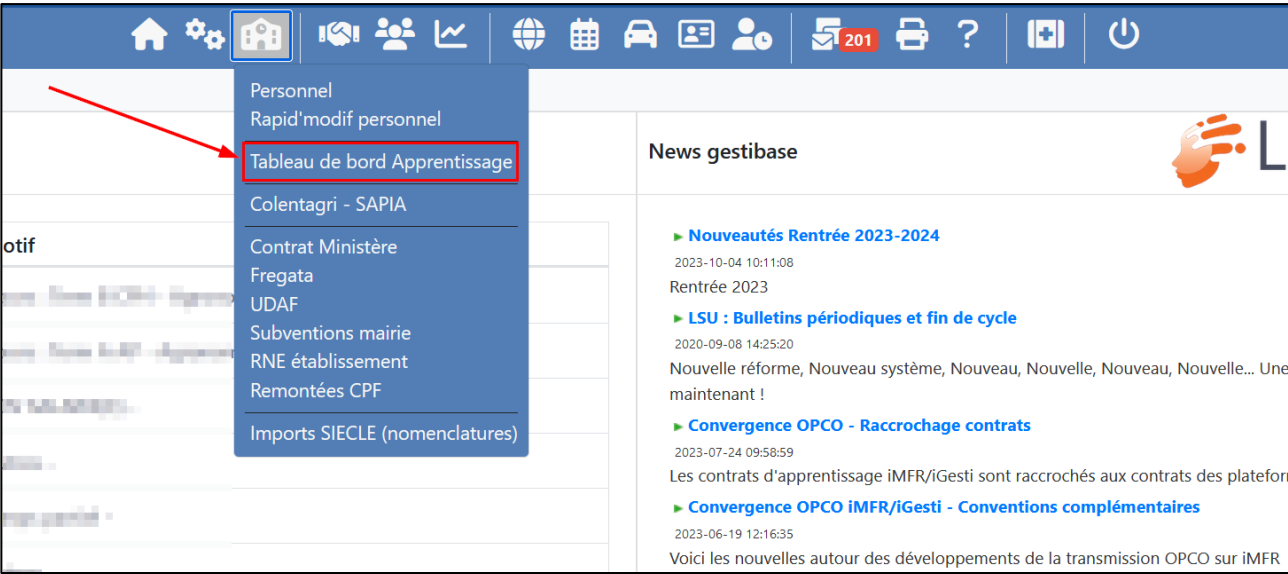 201
?
Personnel
Rapid'modif personnel
Tableau de bord Apprentissage
Colentagri - SAPIA
Contrat Ministère
Fregata
UDAF
Subventions mairie
RNE établissement
Remontées CPF
Imports SIECLE (nomenclatures)
otif
News gestibase
L
Nouveautés Rentrée 2023-2024
2023-10-04 10:11:08
Rentrée 2023
LSU : Bulletins périodiques et fin de cycle
2020-09-08 14:25:20
Nouvelle réforme, Nouveau système, Nouveau, Nouvelle, Nouveau, Nouvelle... Une
maintenant !
Convergence OPCO - Raccrochage contrats
2023-07-24 09:58:59
Les contrats d'apprentissage iMFR/iGesti sont raccrochés aux contrats des platefor
Convergence OPCO iMFR/iGesti - Conventions complémentaires
2023-06-19 12:16:35
Voici les nouvelles autour des développements de la transmission OPCO sur iMFR